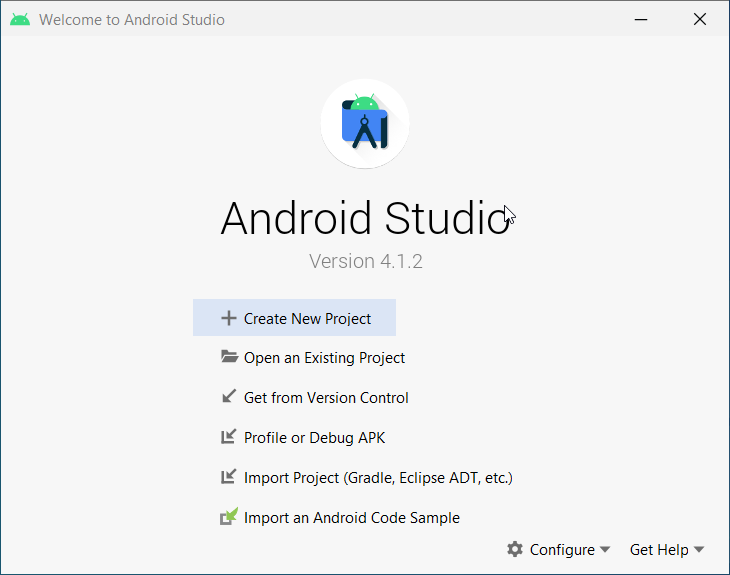 Welcome to Android Studio
Android Studio
Version 4.1.2
Create New Project
Open an Existing Project
Get from Version Control
Profile or Debug APK
Import Project (Gradle, Eclipse ADT, etc.)
Import an Android Code Sample
Configure Get Help